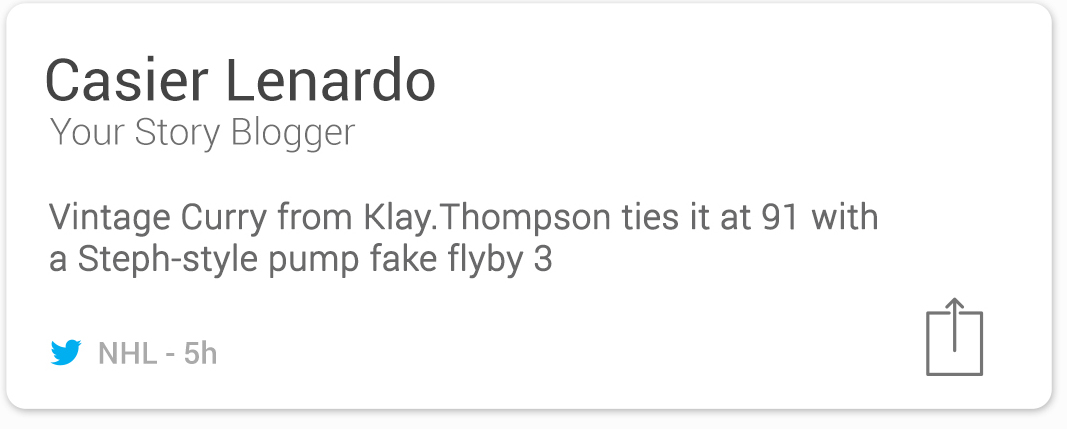 Casier Lenardo
Your Story Blogger
Vintage Curry from Klay.Thompson ties it at 91 with
a Steph-style pump fake flyby 3
NHL - 5h